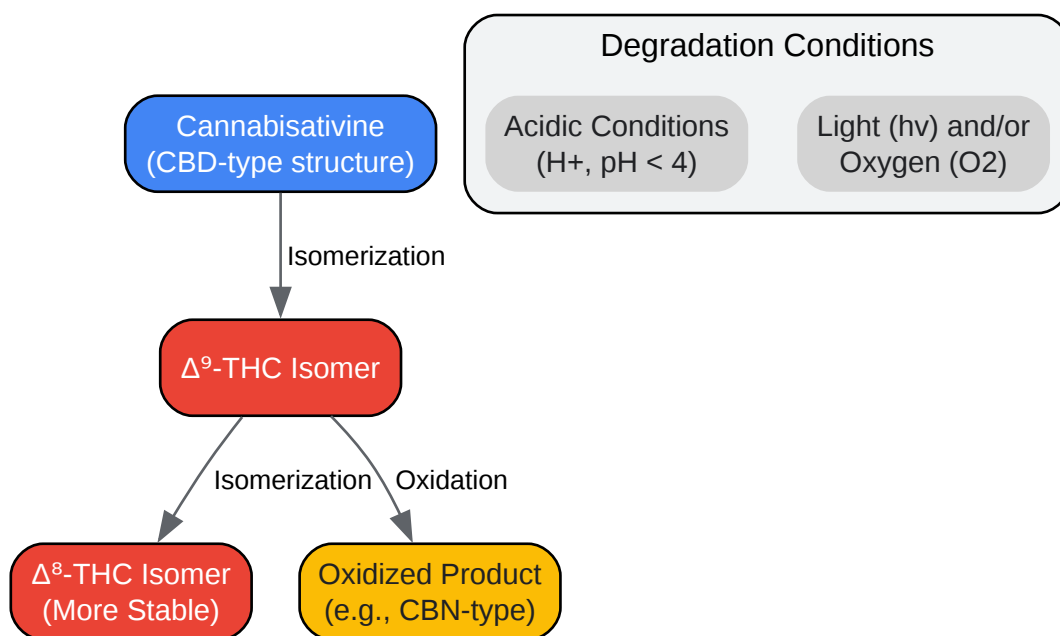 Degradation Conditions
Cannabisativine
(CBD-type structure)
Acidic Conditions
(H+, pH < 4)
Light (hv) and/or
Oxygen (O2)
Isomerization
Δ⁹-THC Isomer
Isomerization
Oxidation
Δ⁸-THC Isomer
(More Stable)
Oxidized Product
(e.g., CBN-type)